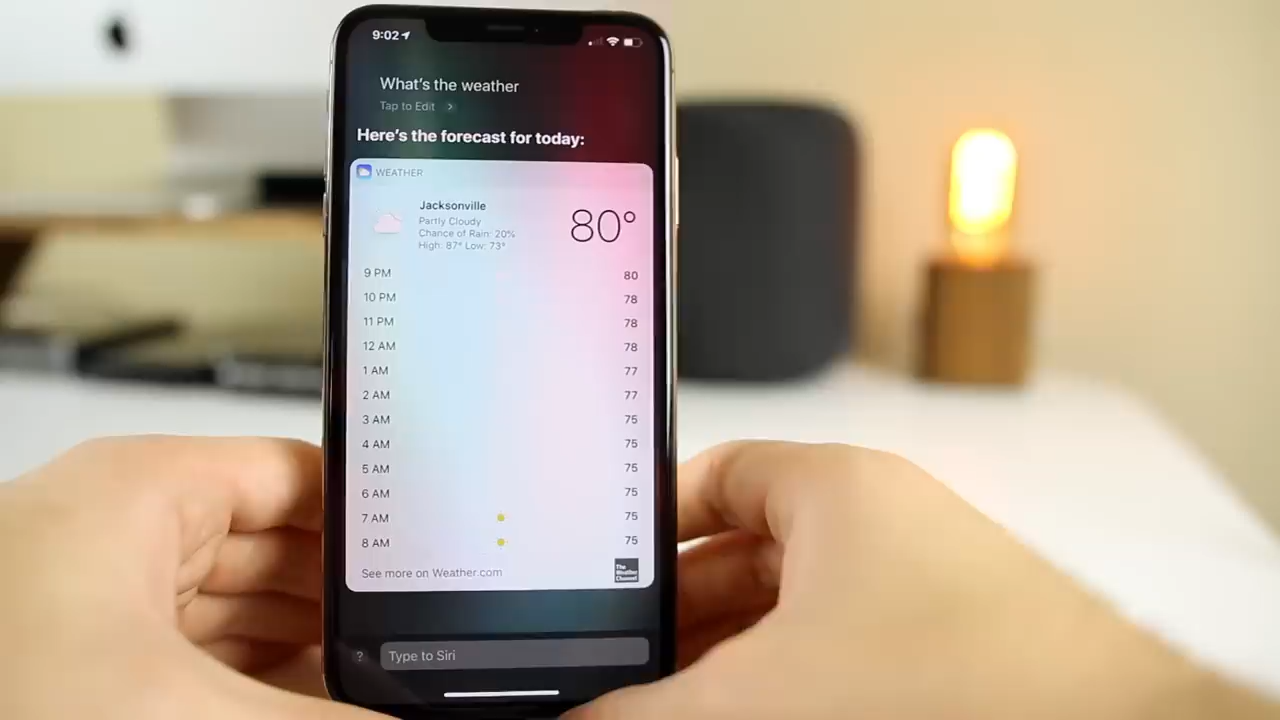 9:02
What's the weather
Tap to Edit >
Here's the forecast for today:
WEATHER
Jacksonville
Partly Cloudy
Chance of Rain: 20%
High: 87° Low: 73°
80°
9 PM 80
10 PM 78
11 PM 78
12 AM 78
1 AM 77
2 AM 77
3 AM 75
4 AM 75
5 AM 75
6 AM 75
7 AM 75
8 AM 75
See more on Weather.com
The
Weather
Channel
? Type to Siri